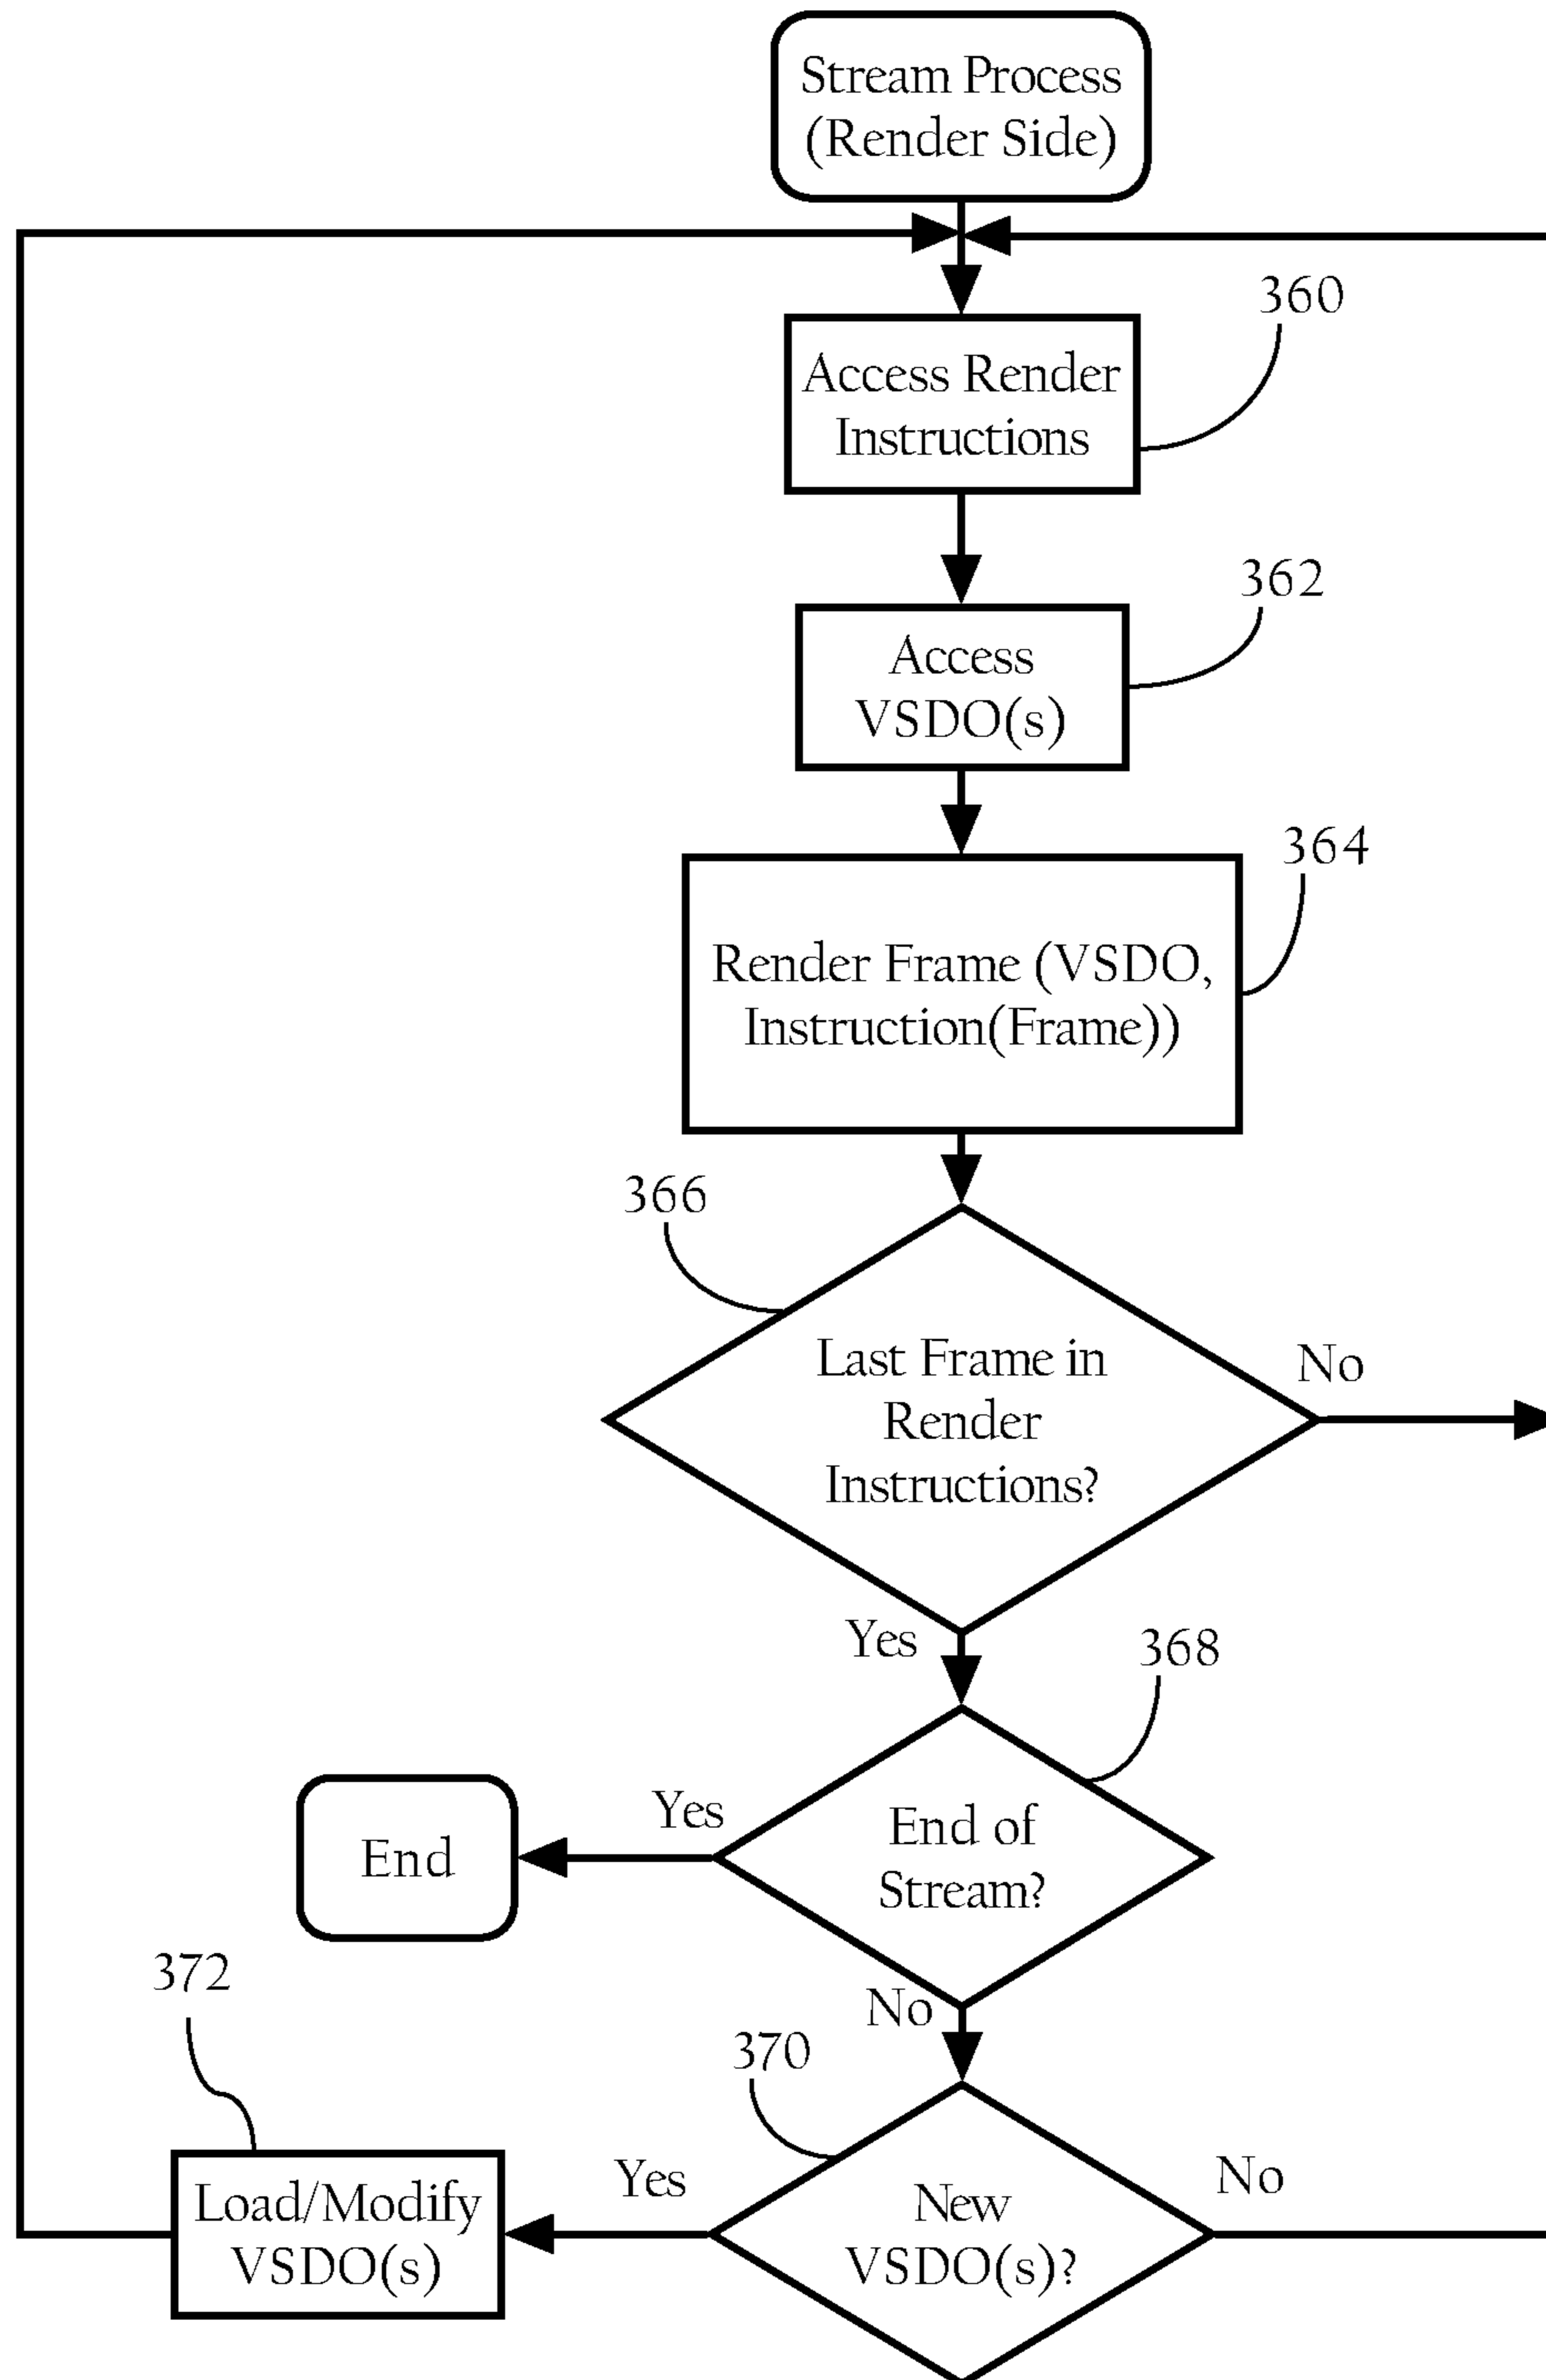 Stream Process
(Render Side)
360
Access Render
Instructions
362
Access
VSDO(s)
364
Render Frame (VSDO,
Instruction(Frame))
366
Last Frame in
Render
Instructions?
No
Yes
368
End of
Stream?
Yes
End
No
372
370
New
VSDO(s)?
Yes
No
Load/Modify
VSDO(s)